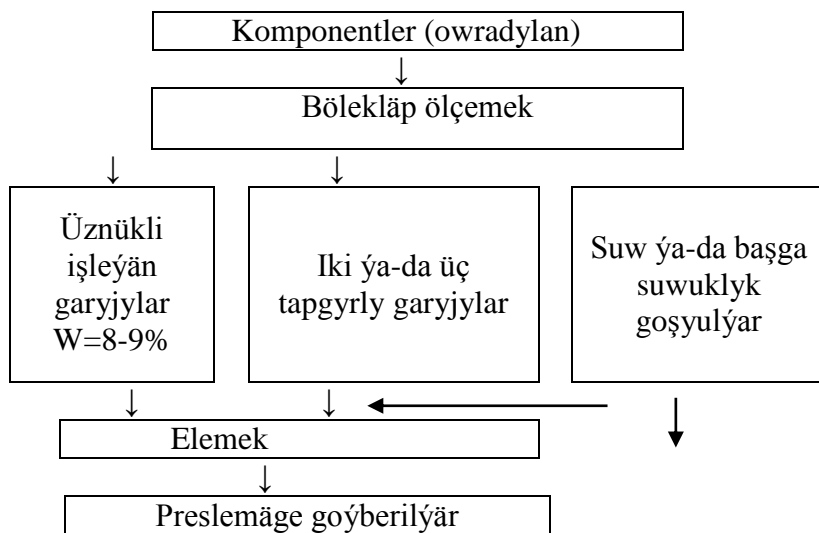 Komponentler (owradylan)
↓
Bölekläp ölçemek
↓ ↓
Üznükli
işleýän
garyjylar
W=8-9%
Iki ýa-da üç
tapgyrly garyjylar
Suw ýa-da başga
suwuklyk
goşyulýar
↓ ↓
Elemek
↓
Preslemäge goýberilýär